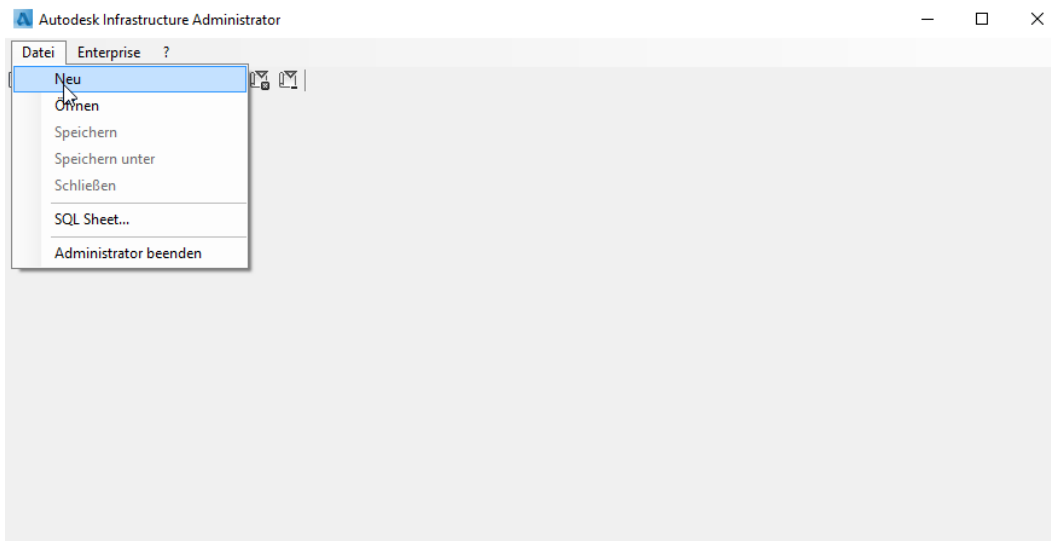 Autodesk Infrastructure Administrator
Datei Enterprise ?
Neu
Öffnen
Speichern
Speichern unter
Schließen
SQL Sheet...
Administrator beenden